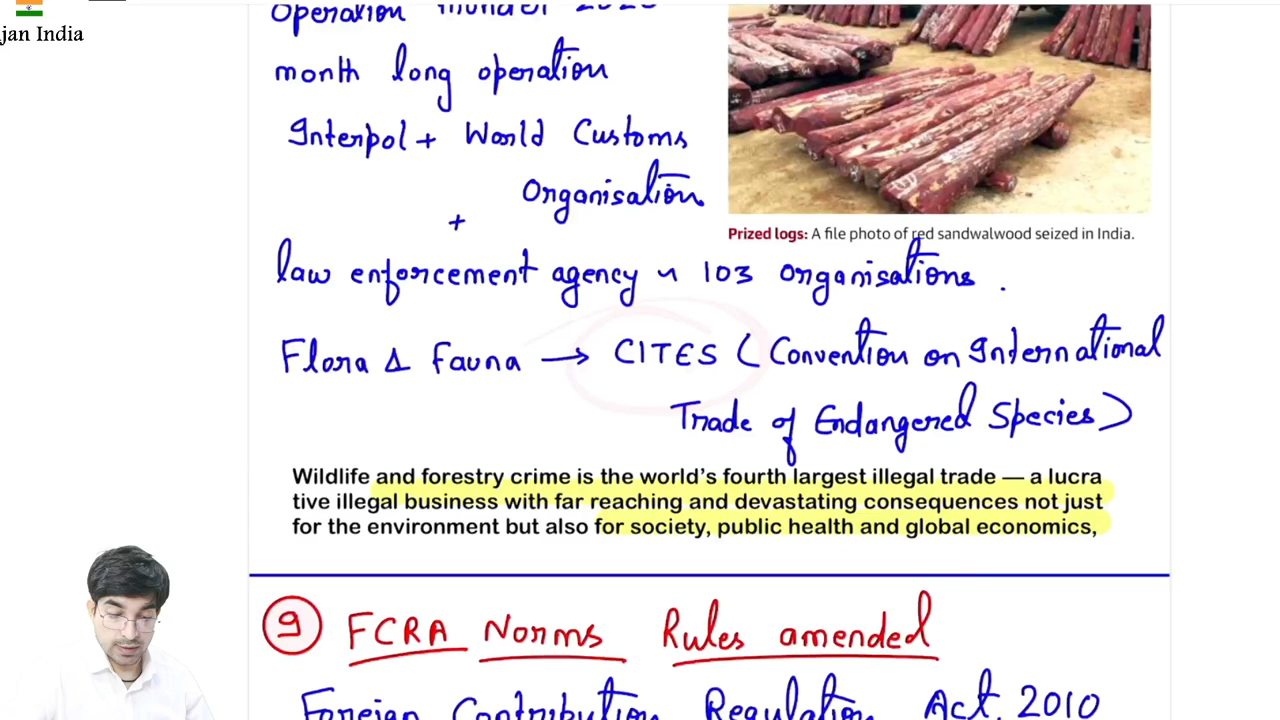 jan India
Operation Thunder 2020
month long operation
Interpol + World Customs
Organisation
+
law enforcement agency ~ 103 organisations.
Prized logs: A file photo of red sandwalwood seized in India.
Flora & Fauna → CITES (Convention on International
Trade of Endangered Species)
Wildlife and forestry crime is the world's fourth largest illegal trade — a lucra
tive illegal business with far reaching and devastating consequences not just
for the environment but also for society, public health and global economics,
9 FCRA Norms Rules amended
Foreign Contribution Regulation Act, 2010